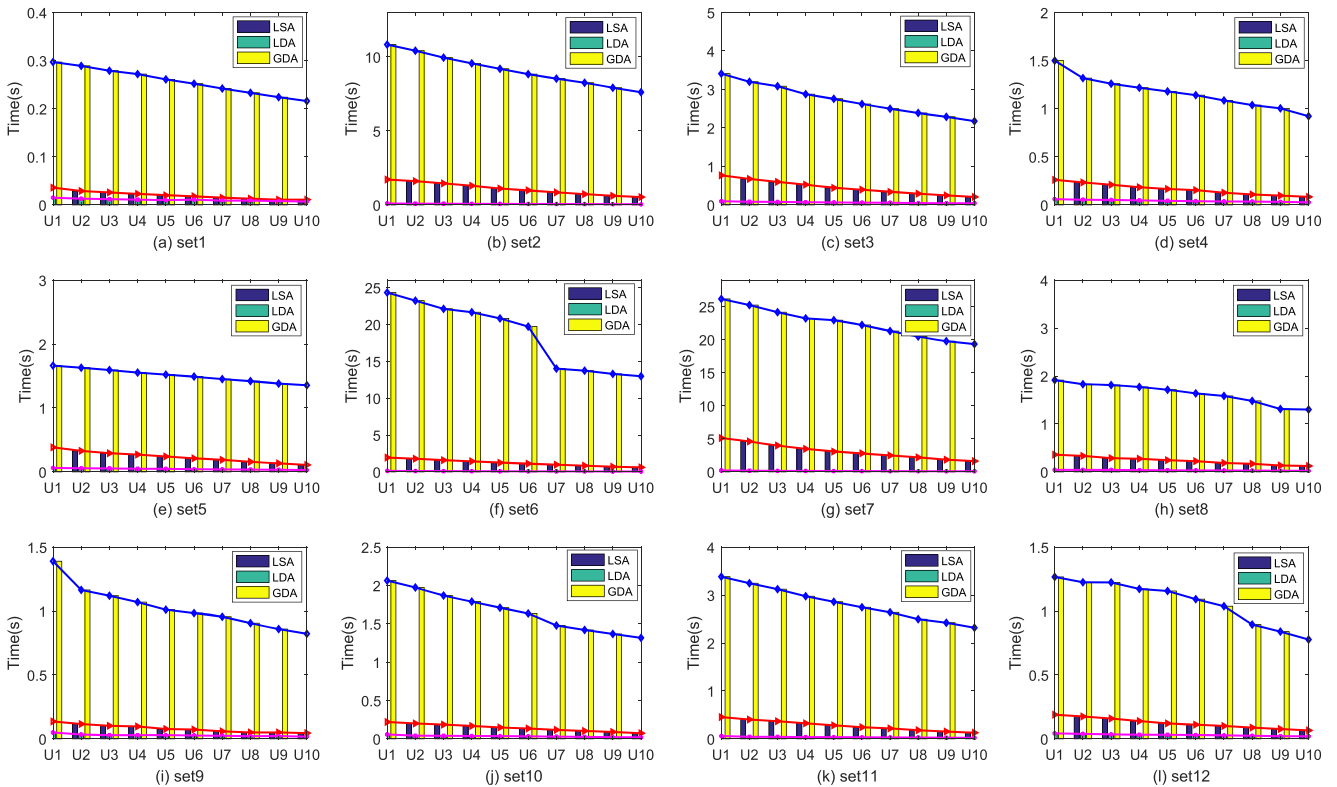 0.4
0.3
0.2
0.1
0
Time(s)
LSA
LDA
GDA
U1 U2 U3 U4 U5 U6 U7 U8 U9 U10
(a) set1
10
5
0
Time(s)
LSA
LDA
GDA
U1 U2 U3 U4 U5 U6 U7 U8 U9 U10
(b) set2
5
4
3
2
1
0
Time(s)
LSA
LDA
GDA
U1 U2 U3 U4 U5 U6 U7 U8 U9 U10
(c) set3
2
1.5
1
0.5
0
Time(s)
LSA
LDA
GDA
U1 U2 U3 U4 U5 U6 U7 U8 U9 U10
(d) set4
3
2
1
0
Time(s)
LSA
LDA
GDA
U1 U2 U3 U4 U5 U6 U7 U8 U9 U10
(e) set5
25
20
15
10
5
0
Time(s)
LSA
LDA
GDA
U1 U2 U3 U4 U5 U6 U7 U8 U9 U10
(f) set6
25
20
15
10
5
0
Time(s)
LSA
LDA
GDA
U1 U2 U3 U4 U5 U6 U7 U8 U9 U10
(g) set7
4
3
2
1
0
Time(s)
LSA
LDA
GDA
U1 U2 U3 U4 U5 U6 U7 U8 U9 U10
(h) set8
1.5
1
0.5
0
Time(s)
LSA
LDA
GDA
U1 U2 U3 U4 U5 U6 U7 U8 U9 U10
(i) set9
2.5
2
1.5
1
0.5
0
Time(s)
LSA
LDA
GDA
U1 U2 U3 U4 U5 U6 U7 U8 U9 U10
(j) set10
4
3
2
1
0
Time(s)
LSA
LDA
GDA
U1 U2 U3 U4 U5 U6 U7 U8 U9 U10
(k) set11
1.5
1
0.5
0
Time(s)
LSA
LDA
GDA
U1 U2 U3 U4 U5 U6 U7 U8 U9 U10
(l) set12